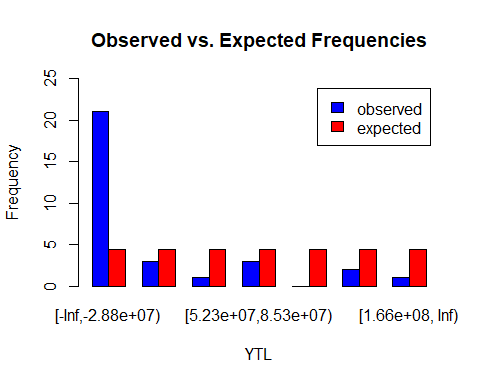 Observed vs. Expected Frequencies
observed
expected
Frequency
25
20
15
10
5
0
[-Inf,-2.88e+07)
[5.23e+07,8.53e+07)
[1.66e+08, Inf)
YTL